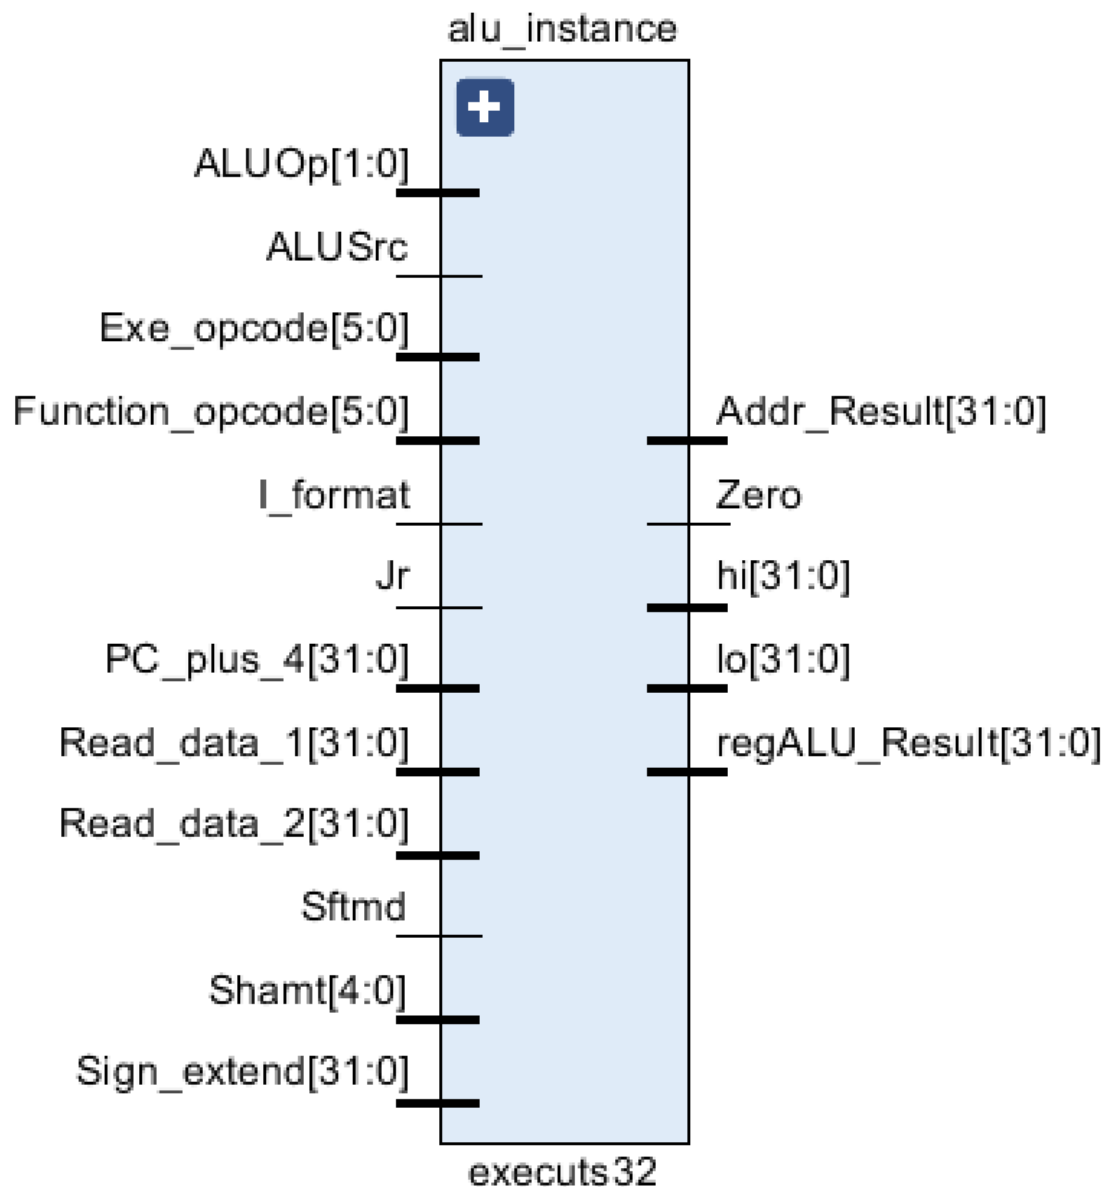 alu_instance
ALUOp[1:0]
ALUSrc
Exe_opcode[5:0]
Function_opcode[5:0]
I_format
Jr
PC_plus_4[31:0]
Read_data_1[31:0]
Read_data_2[31:0]
Sftmd
Shamt[4:0]
Sign_extend[31:0]
Addr_Result[31:0]
Zero
hi[31:0]
lo[31:0]
regALU_Result[31:0]
executs32